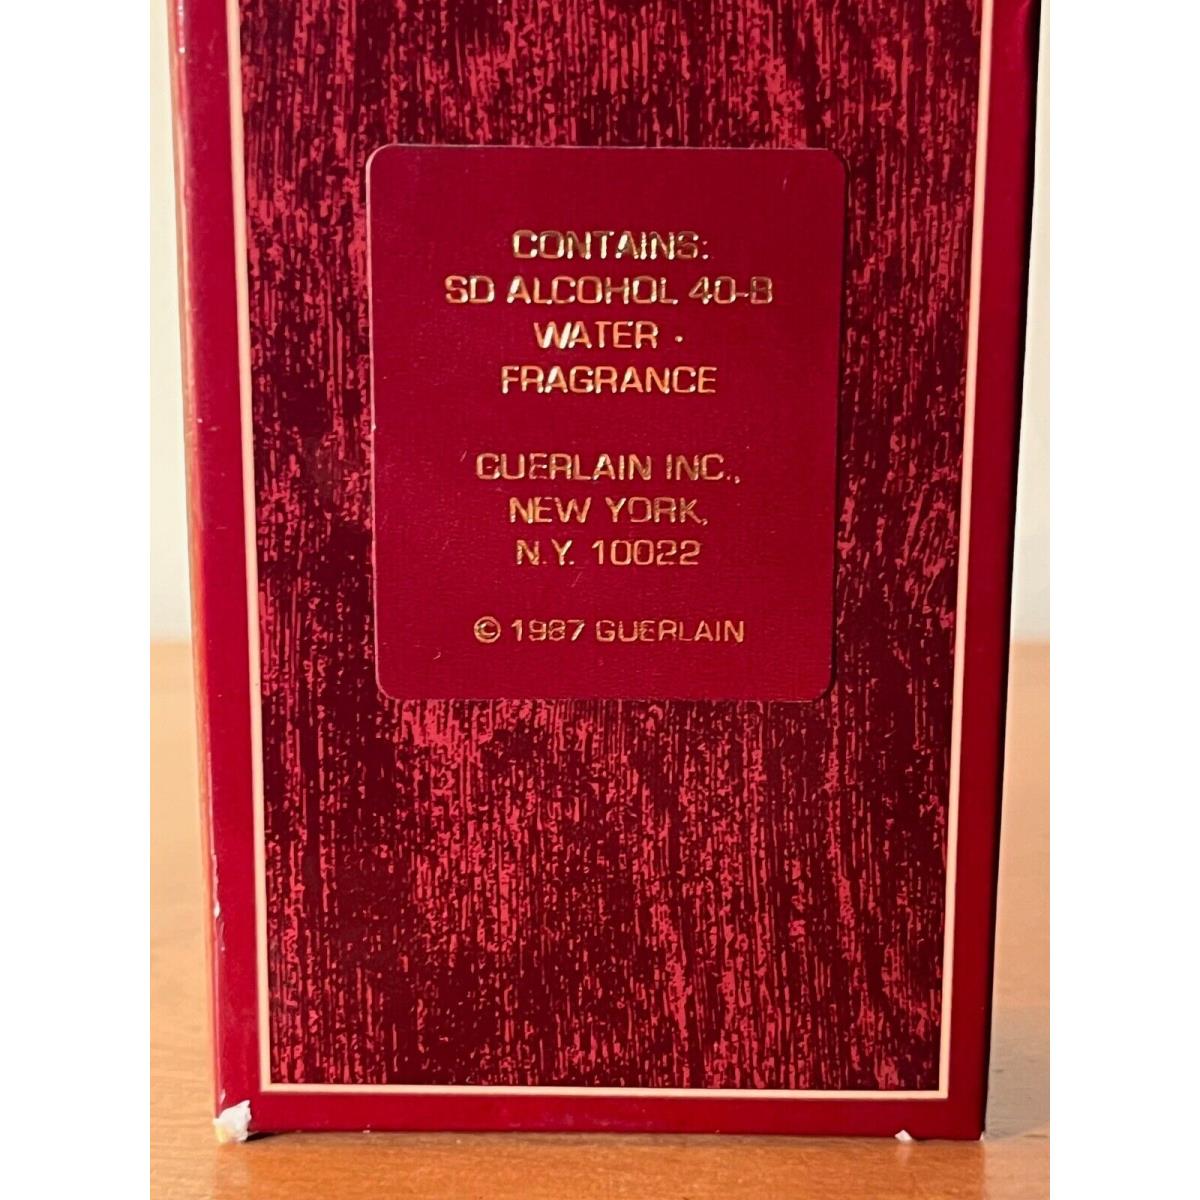 CONTAINS:
SD ALCOHOL 40-B
WATER •
FRAGRANCE
GUERLAIN INC.,
NEW YORK,
N.Y. 10022
© 1987 GUERLAIN